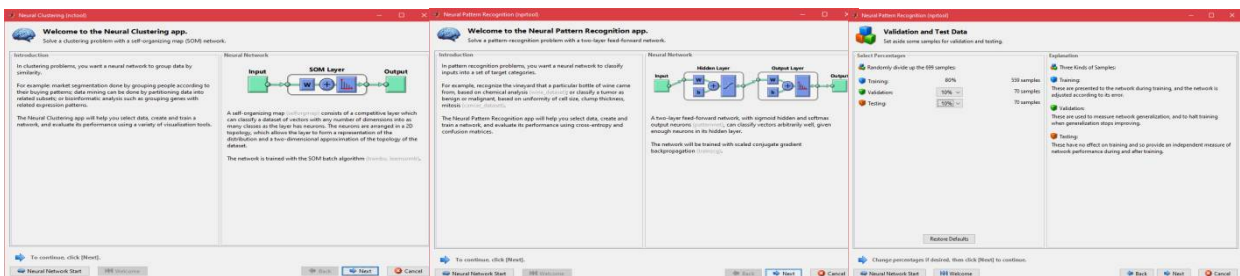 Neural Clustering (nctool)
Welcome to the Neural Clustering app.
Solve a clustering problem with a self-organizing map (SOM) network.
Introduction
In clustering problems, you want a neural network to group data by
similarity.
For example: market segmentation done by grouping people according to
their buying patterns; data mining can be done by partitioning data into
related subsets; or bioinformatic analysis such as grouping genes with
related expression patterns.
The Neural Clustering app will help you select data, create and train a
network, and evaluate its performance using a variety of visualization tools.
Neural Network
Input
SOM Layer
Output
W
+
A self-organizing map (selforgmap) consists of a competitive layer which
can classify a dataset of vectors with any number of dimensions into as
many classes as the layer has neurons. The neurons are arranged in a 2D
topology, which allows the layer to form a representation of the
distribution and a two-dimensional approximation of the topology of the
dataset.
The network is trained with the SOM batch algorithm
To continue, click [Next].
Neural Network Start
Welcome
Back
Next
Cancel
Neural Pattern Recognition (nprtool)
Welcome to the Neural Pattern Recognition app.
Solve a pattern-recognition problem with a two-layer feed-forward network.
Introduction
In pattern recognition problems, you want a neural network to classify
inputs into a set of target categories.
For example, recognize the vineyard that a particular bottle of wine came
from, based on chemical analysis (wine_dataset); or classify a tumor as
benign or malignant, based on uniformity of cell size, clump thickness,
mitosis (cancer_dataset).
The Neural Pattern Recognition app will help you select data, create and
train a network, and evaluate its performance using cross-entropy and
confusion matrices.
Neural Network
Input
Hidden Layer
Output Layer
Output
W
b
+
W
b
+
A two-layer feed-forward network, with sigmoid hidden and softmax
output neurons (patternnet), can classify vectors arbitrarily well, given
enough neurons in its hidden layer.
The network will be trained with scaled conjugate gradient
backpropagation (trainscg).
To continue, click [Next].
Neural Network Start
Welcome
Back
Next
Cancel
Neural Pattern Recognition (nprtool)
Validation and Test Data
Set aside some samples for validation and testing.
Select Percentages
Randomly divide up the 699 samples:
Training: 80% 559 samples
Validation: 10% 70 samples
Testing: 10% 70 samples
Restore Defaults
Explanation
Three Kinds of Samples:
Training:
These are presented to the network during training, and the network is
adjusted according to its error.
Validation:
These are used to measure network generalization, and to halt training
when generalization stops improving.
Testing:
These have no effect on training and so provide an independent measure of
network performance during and after training.
Change percentages if desired, then click [Next] to continue.
Neural Network Start
Welcome
Back
Next
Cancel